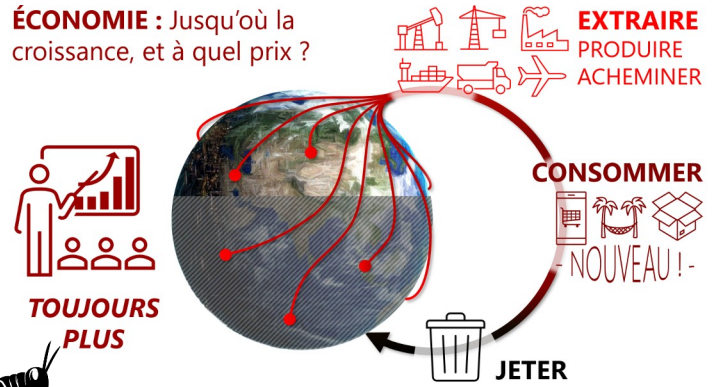 ÉCONOMIE : Jusqu'où la
croissance, et à quel prix ?
EXTRAIRE
PRODUIRE
ACHEMINER
CONSOMMER
- NOUVEAU ! -
TOUJOURS
PLUS
JETER